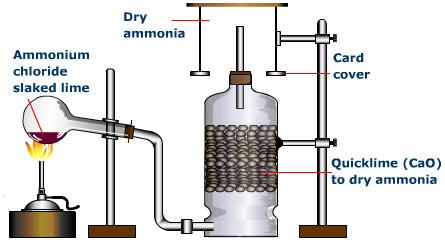 Dry
ammonia
Ammonium
chloride
slaked lime
Card
cover
Quicklime (CaO)
to dry ammonia